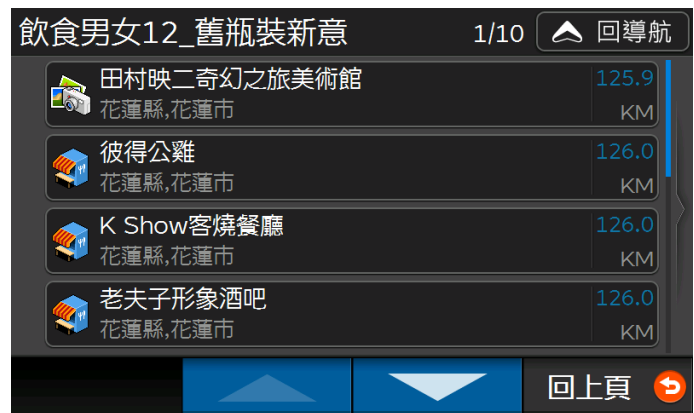 飲食男女12_舊瓶裝新意 1/10 回導航
田村映二奇幻之旅美術館 125.9
花蓮縣,花蓮市 KM
彼得公雞 126.0
花蓮縣,花蓮市 KM
K Show客燒餐廳 126.0
花蓮縣,花蓮市 KM
老夫子形象酒吧 126.0
花蓮縣,花蓮市 KM
回上頁